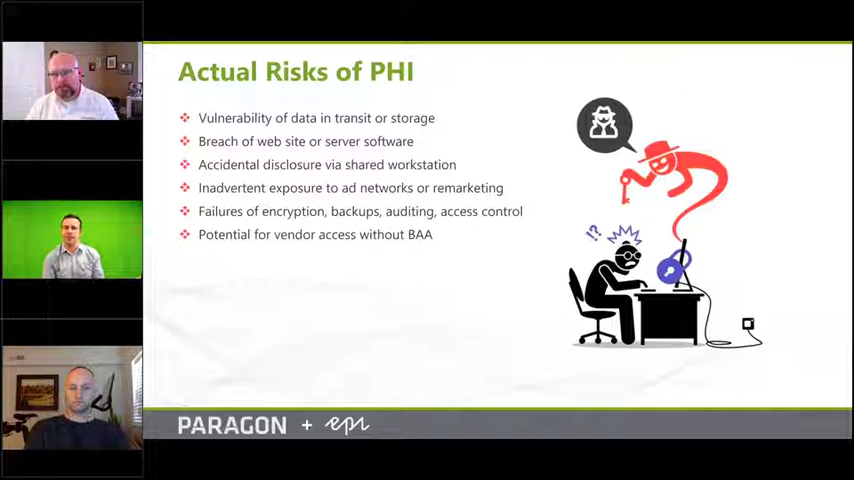 Actual Risks of PHI
Vulnerability of data in transit or storage
Breach of web site or server software
Accidental disclosure via shared workstation
Inadvertent exposure to ad networks or remarketing
Failures of encryption, backups, auditing, access control
Potential for vendor access without BAA
!?
PARAGON + epi